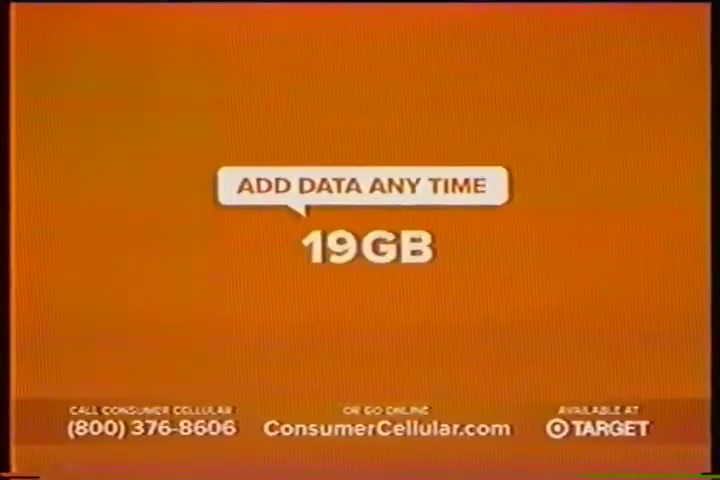 ADD DATA ANY TIME
19GB
CALL CONSUMER CELLULAR
(800) 376-8606
OR GO ONLINE
ConsumerCellular.com
AVAILABLE AT
TARGET